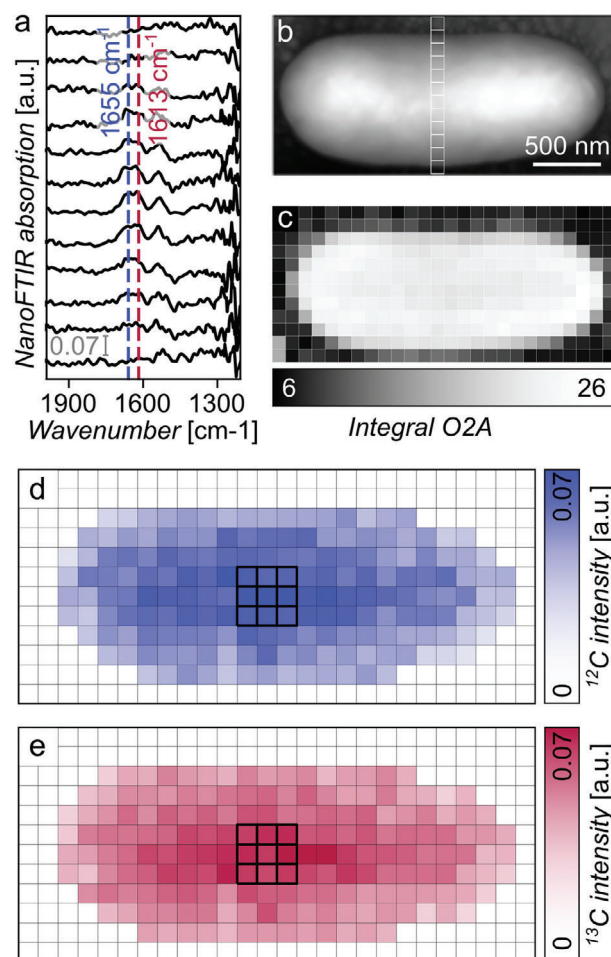 a
1655 cm⁻¹
1613 cm⁻¹
NanoFTIR absorption [a.u.]
0.07
1900 1600 1300
Wavenumber [cm-1]
b
500 nm
c
6 26
Integral O2A
d
0.07
0
¹²C intensity [a.u.]
e
0.07
0
¹³C intensity [a.u.]